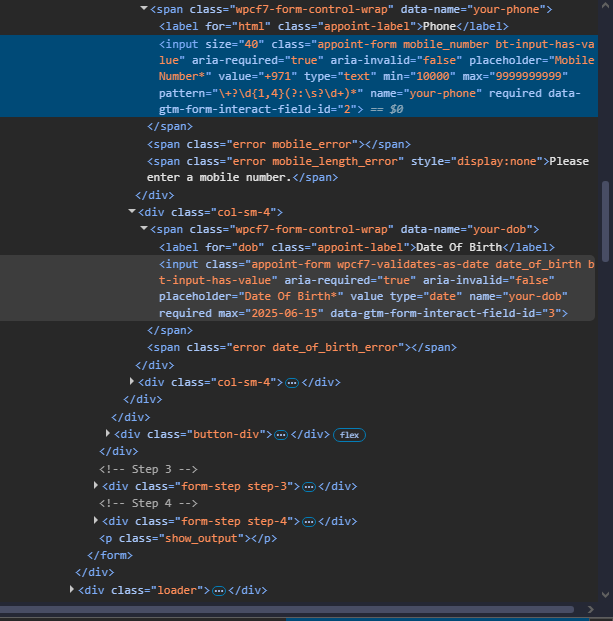 <span class="wpcf7-form-control-wrap" data-name="your-phone">
<label for="html" class="appoint-label">Phone</label>
<input size="40" class="appoint-form mobile_number bt-input-has-va
lue" aria-required="true" aria-invalid="false" placeholder="Mobile
Number*" value="+971" type="text" min="10000" max="9999999999"
pattern="\+?\d{1,4}(?:\s?\d+)*" name="your-phone" required data-
gtm-form-interact-field-id="2"> == $0
</span>
<span class="error mobile_error"></span>
<span class="error mobile_length_error" style="display:none">Please
enter a mobile number.</span>
</div>
<div class="col-sm-4">
<span class="wpcf7-form-control-wrap" data-name="your-dob">
<label for="dob" class="appoint-label">Date Of Birth</label>
<input class="appoint-form wpcf7-validates-as-date date_of_birth b
t-input-has-value" aria-required="true" aria-invalid="false"
placeholder="Date Of Birth*" value type="date" name="your-dob"
required max="2025-06-15" data-gtm-form-interact-field-id="3">
</span>
<span class="error date_of_birth_error"></span>
</div>
<div class="col-sm-4">…</div>
</div>
</div>
<div class="button-div">…</div> flex
</div>
<!-- Step 3 -->
<div class="form-step step-3">…</div>
<!-- Step 4 -->
<div class="form-step step-4">…</div>
<p class="show_output"></p>
</form>
</div>
<div class="loader">…</div>